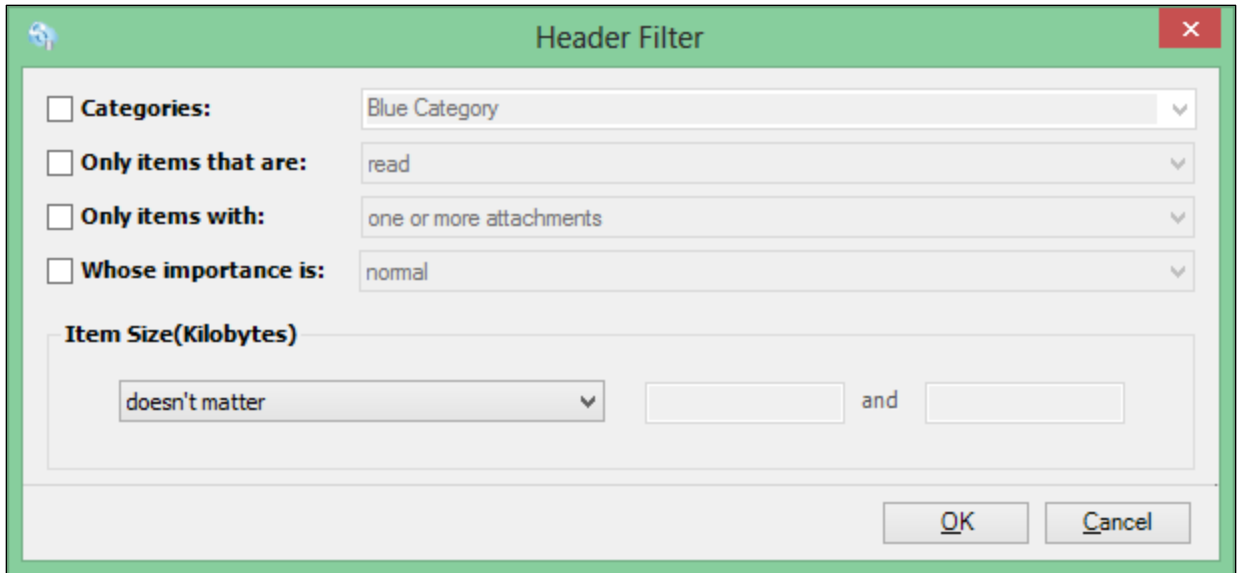 Header Filter
Categories: Blue Category
Only items that are: read
Only items with: one or more attachments
Whose importance is: normal
Item Size(Kilobytes)
doesn't matter and
OK Cancel